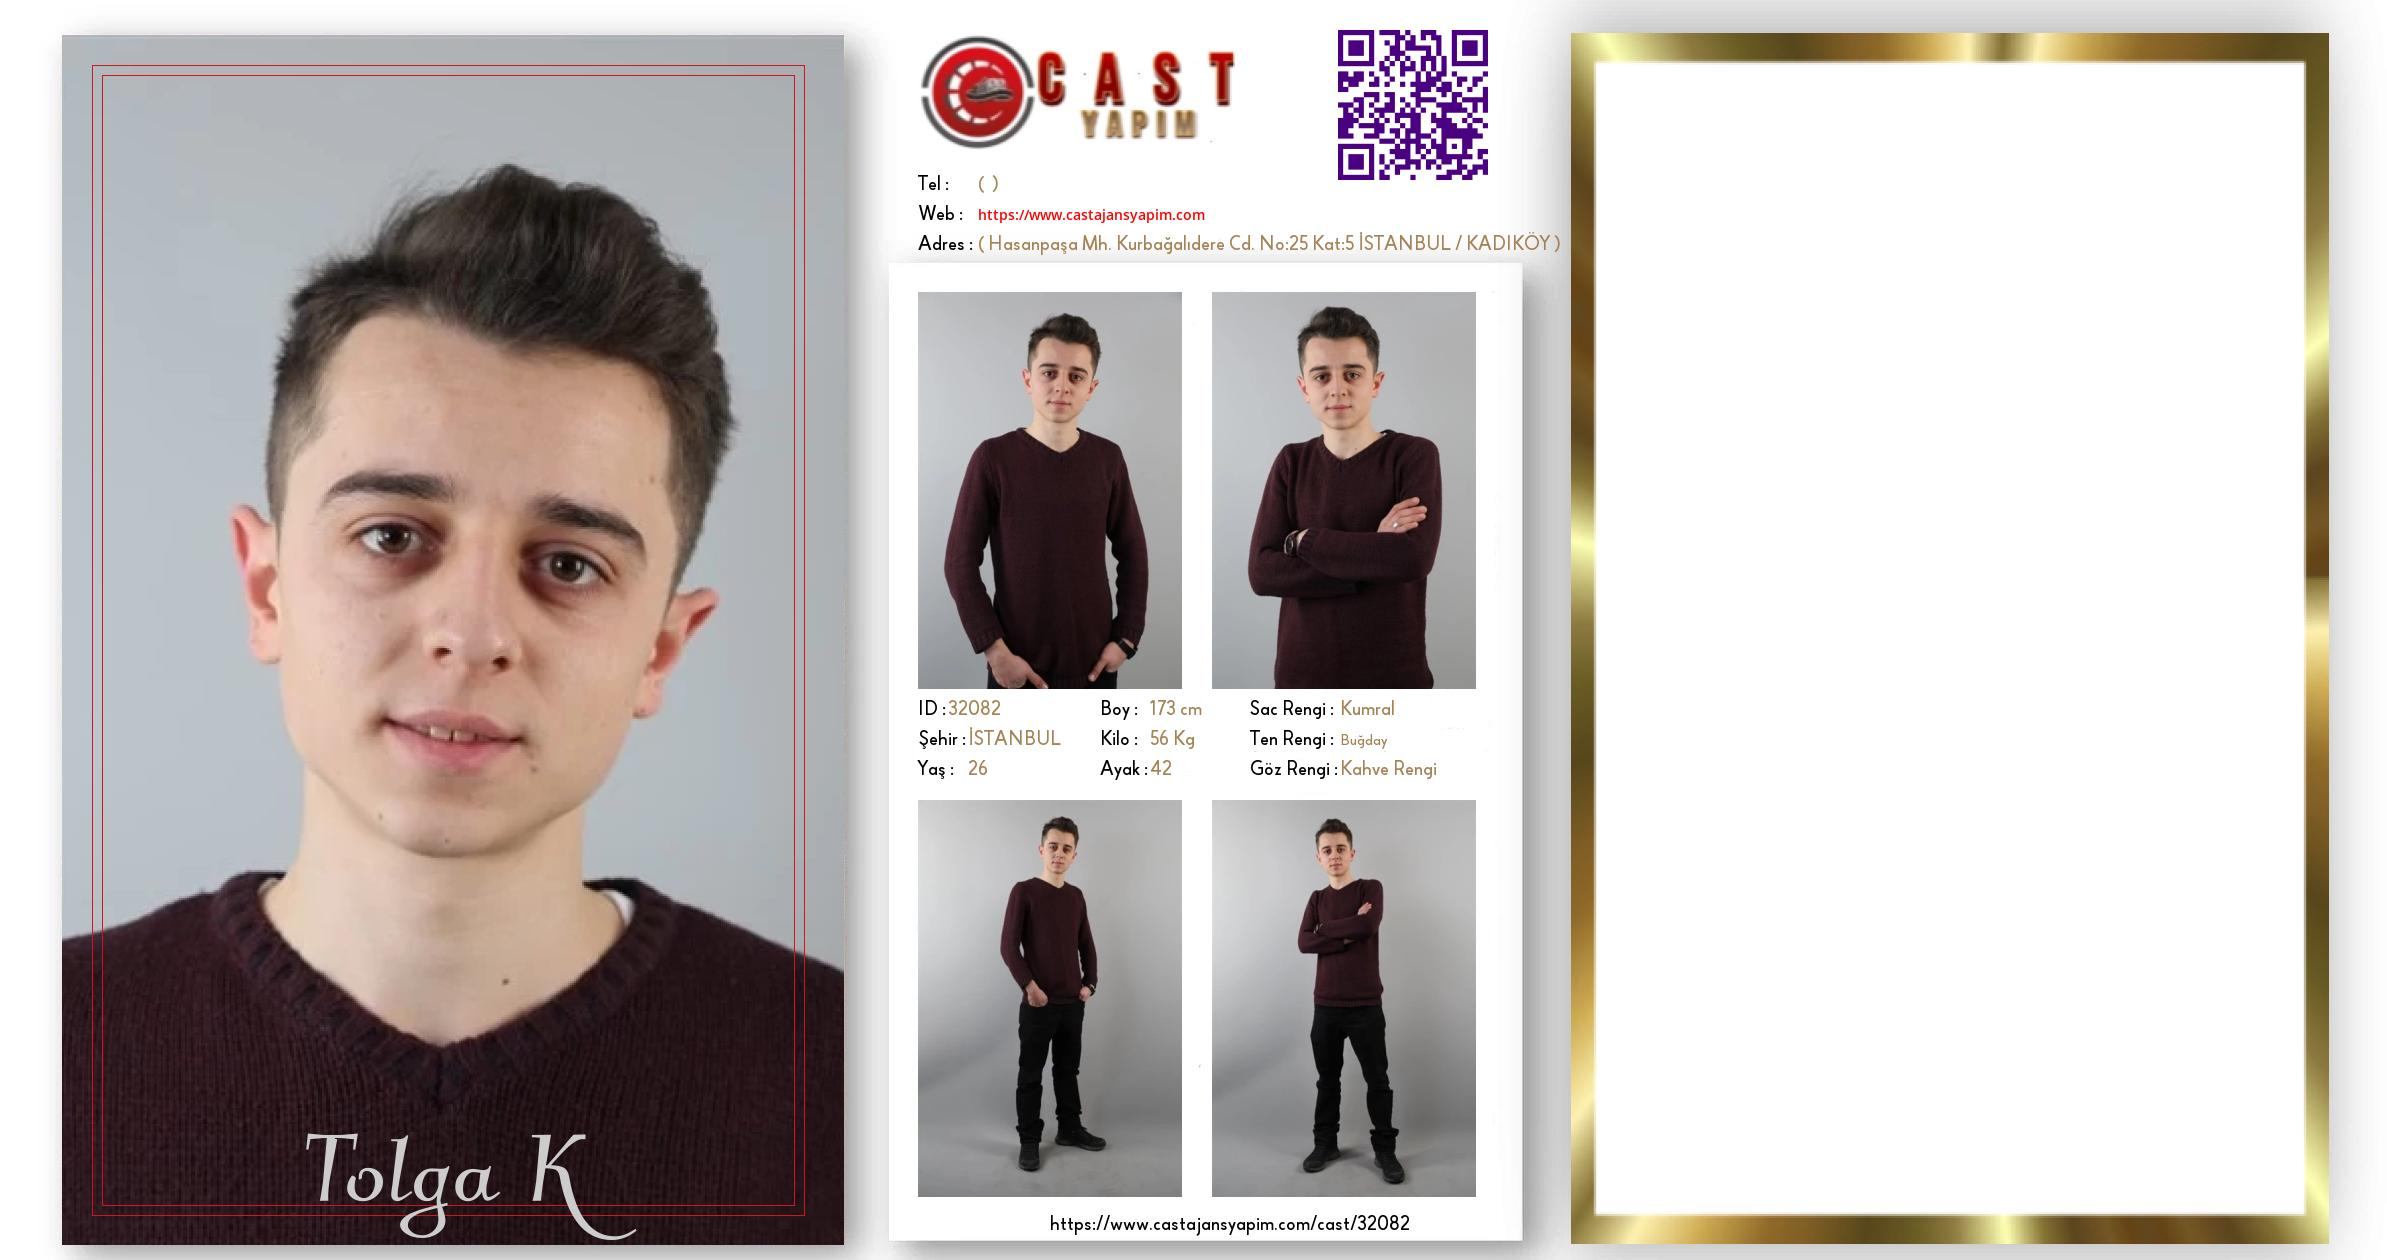 Tolga K
CAST
YAPIM
Tel : ( )
Web : https://www.castajansyapim.com
Adres : ( Hasanpaşa Mh. Kurbağalıdere Cd. No:25 Kat:5 İSTANBUL / KADIKÖY )
ID : 32082 Boy : 173 cm Sac Rengi : Kumral
Şehir : İSTANBUL Kilo : 56 Kg Ten Rengi : Buğday
Yaş : 26 Ayak : 42 Göz Rengi : Kahve Rengi
https://www.castajansyapim.com/cast/32082